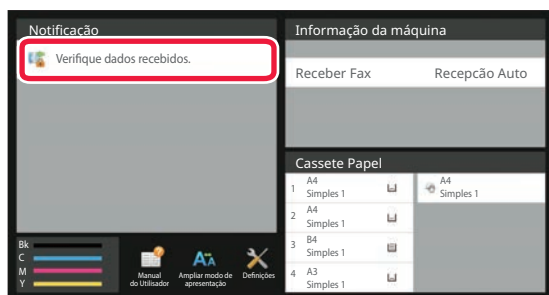 Notificação
Verifique dados recebidos.
Informação da máquina
Receber Fax Recepcão Auto
Cassete Papel
1 A4
Simples 1
2 A4
Simples 1
3 B4
Simples 1
4 A3
Simples 1
A4
Simples 1
Bk
C
M
Y
Manual
do Utilisador
Ampliar modo de
apresentação
Definições